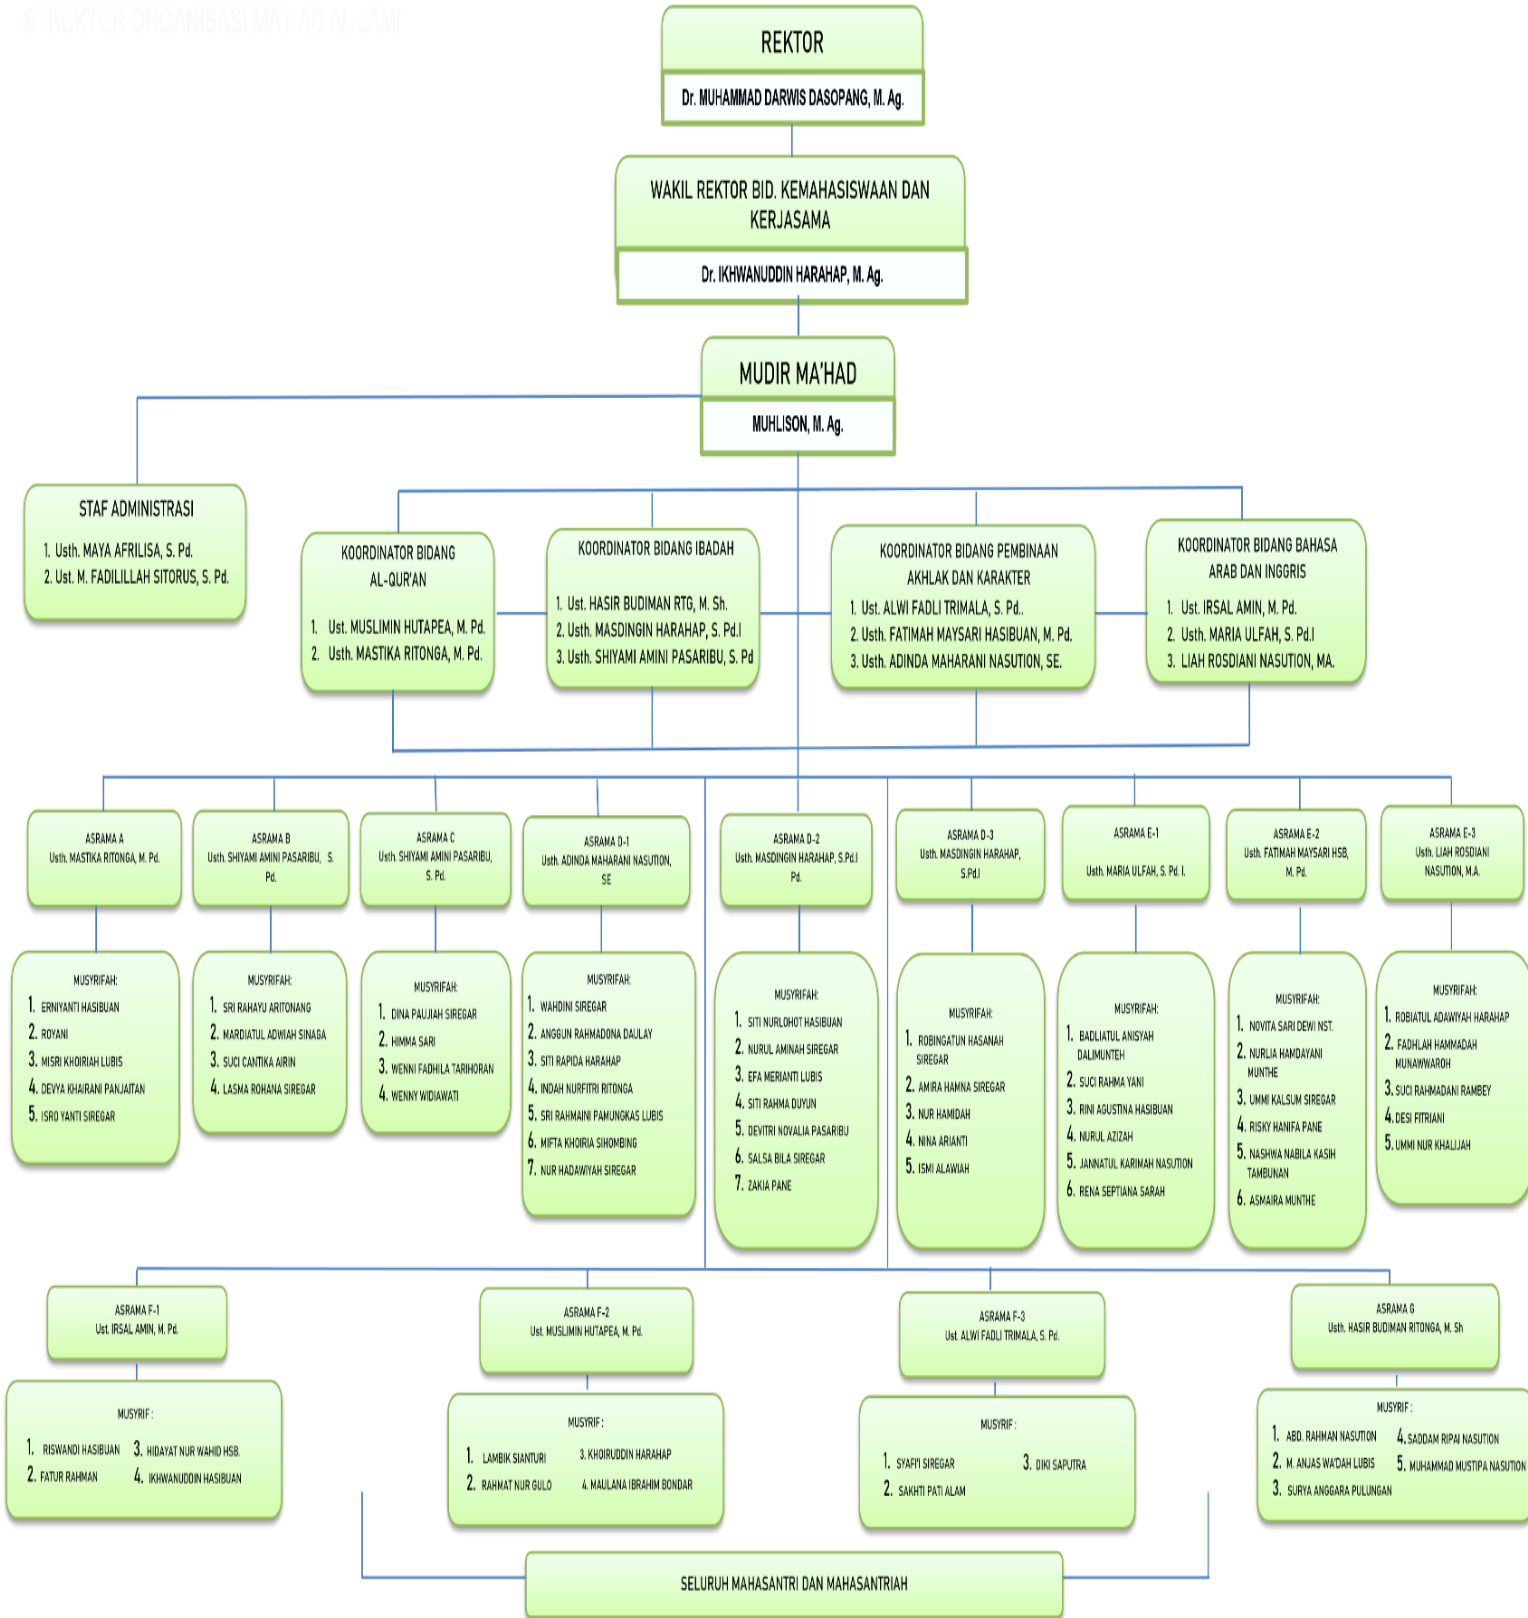 STRUKTUR ORGANISASI MA'HAD AL-JAMI'
REKTOR
Dr. MUHAMMAD DARWIS DASOPANG, M. Ag.
WAKIL REKTOR BID. KEMAHASISWAAN DAN
KERJASAMA
Dr. IKHWANUDDIN HARAHAP, M. Ag.
MUDIR MA'HAD
MUHLISON, M. Ag.
STAF ADMINISTRASI
1. Usth. MAYA AFRILISA, S. Pd.
2. Ust. M. FADILILLAH SITORUS, S. Pd.
KOORDINATOR BIDANG
AL-QUR'AN
1. Ust. MUSLIMIN HUTAPEA, M. Pd.
2. Usth. MASTIKA RITONGA, M. Pd.
KOORDINATOR BIDANG IBADAH
1. Ust. HASIR BUDIMAN RTG, M. Sh.
2. Usth. MASDINGIN HARAHAP, S. Pd.I
3. Usth. SHIYAMI AMINI PASARIBU, S. Pd
KOORDINATOR BIDANG PEMBINAAN
AKHLAK DAN KARAKTER
1. Ust. ALWI FADLI TRIMALA, S. Pd..
2. Usth. FATIMAH MAYSARI HASIBUAN, M. Pd.
3. Usth. ADINDA MAHARANI NASUTION, SE.
KOORDINATOR BIDANG BAHASA
ARAB DAN INGGRIS
1. Ust. IRSAL AMIN, M. Pd.
2. Usth. MARIA ULFAH, S. Pd.I
3. LIAH ROSDIANI NASUTION, MA.
ASRAMA A
Usth. MASTIKA RITONGA, M. Pd.
ASRAMA B
Usth. SHIYAMI AMINI PASARIBU, S.
Pd.
ASRAMA C
Usth. SHIYAMI AMINI PASARIBU,
S. Pd.
ASRAMA D-1
Usth. ADINDA MAHARANI NASUTION,
SE
ASRAMA D-2
Usth. MASDINGIN HARAHAP, S.Pd.I
Pd.
ASRAMA D-3
Usth. MASDINGIN HARAHAP,
S.Pd.I
ASRAMA E-1
Usth. MARIA ULFAH, S. Pd. I.
ASRAMA E-2
Usth. FATIMAH MAYSARI HSB,
M. Pd.
ASRAMA E-3
Usth. LIAH ROSDIANI
NASUTION, M.A.
MUSYRIFAH:
1. ERNIYANTI HASIBUAN
2. ROYANI
3. MISRI KHOIRIAH LUBIS
4. DEVYA KHAIRANI PANJAITAN
5. ISRO YANTI SIREGAR
MUSYRIFAH:
1. SRI RAHAYU ARITONANG
2. MARDIATUL ADWIAH SINAGA
3. SUCI CANTIKA AIRIN
4. LASMA ROHANA SIREGAR
MUSYRIFAH:
1. DINA PAUJIAH SIREGAR
2. HIMMA SARI
3. WENNI FADHILA TARIHORAN
4. WENNY WIDIAWATI
MUSYRIFAH:
1. WAHDINI SIREGAR
2. ANGGUN RAHMADONA DAULAY
3. SITI RAPIDA HARAHAP
4. INDAH NURFITRI RITONGA
5. SRI RAHMAINI PAMUNGKAS LUBIS
6. MIFTA KHOIRIA SIHOMBING
7. NUR HADAWIYAH SIREGAR
MUSYRIFAH:
1. SITI NURLOHOT HASIBUAN
2. NURUL AMINAH SIREGAR
3. EFA MERIANTI LUBIS
4. SITI RAHMA DUYUN
5. DEVITRI NOVALIA PASARIBU
6. SALSA BILA SIREGAR
7. ZAKIA PANE
MUSYRIFAH:
1. ROBINGATUN HASANAH
SIREGAR
2. AMIRA HAMNA SIREGAR
3. NUR HAMIDAH
4. NINA ARIANTI
5. ISMI ALAWIAH
MUSYRIFAH:
1. BADLIATUL ANISYAH
DALIMUNTEH
2. SUCI RAHMA YANI
3. RINI AGUSTINA HASIBUAN
4. NURUL AZIZAH
5. JANNATUL KARIMAH NASUTION
6. RENA SEPTIANA SARAH
MUSYRIFAH:
1. NOVITA SARI DEWI NST.
2. NURLIA HAMDAYANI
MUNTHE
3. UMMI KALSUM SIREGAR
4. RISKY HANIFA PANE
5. NASHWA NABILA KASIH
TAMBUNAN
6. ASMAIRA MUNTHE
MUSYRIFAH:
1. ROBIATUL ADAWIYAH HARAHAP
2. FADHLAH HAMMADAH
MUNAWWAROH
3. SUCI RAHMADANI RAMBEY
4. DESI FITRIANI
5. UMMI NUR KHALIJAH
ASRAMA F-1
Ust. IRSAL AMIN, M. Pd.
ASRAMA F-2
Ust. MUSLIMIN HUTAPEA, M. Pd.
ASRAMA F-3
Ust. ALWI FADLI TRIMALA, S. Pd.
ASRAMA G
Usth. HASIR BUDIMAN RITONGA, M. Sh
MUSYRIF :
1. RISWANDI HASIBUAN
2. FATUR RAHMAN
3. HIDAYAT NUR WAHID HSB.
4. IKHWANUDDIN HASIBUAN
MUSYRIF :
1. LAMBIK SIANTURI
2. RAHMAT NUR GULO
3. KHOIRUDDIN HARAHAP
4. MAULANA IBRAHIM BONDAR
MUSYRIF :
1. SYAFI'I SIREGAR
2. SAKHTI PATI ALAM
3. DIKI SAPUTRA
MUSYRIF :
1. ABD. RAHMAN NASUTION
2. M. ANJAS WA'DAH LUBIS
3. SURYA ANGGARA PULUNGAN
4. SADDAM RIPAI NASUTION
5. MUHAMMAD MUSTIPA NASUTION
SELURUH MAHASANTRI DAN MAHASANTRIAH